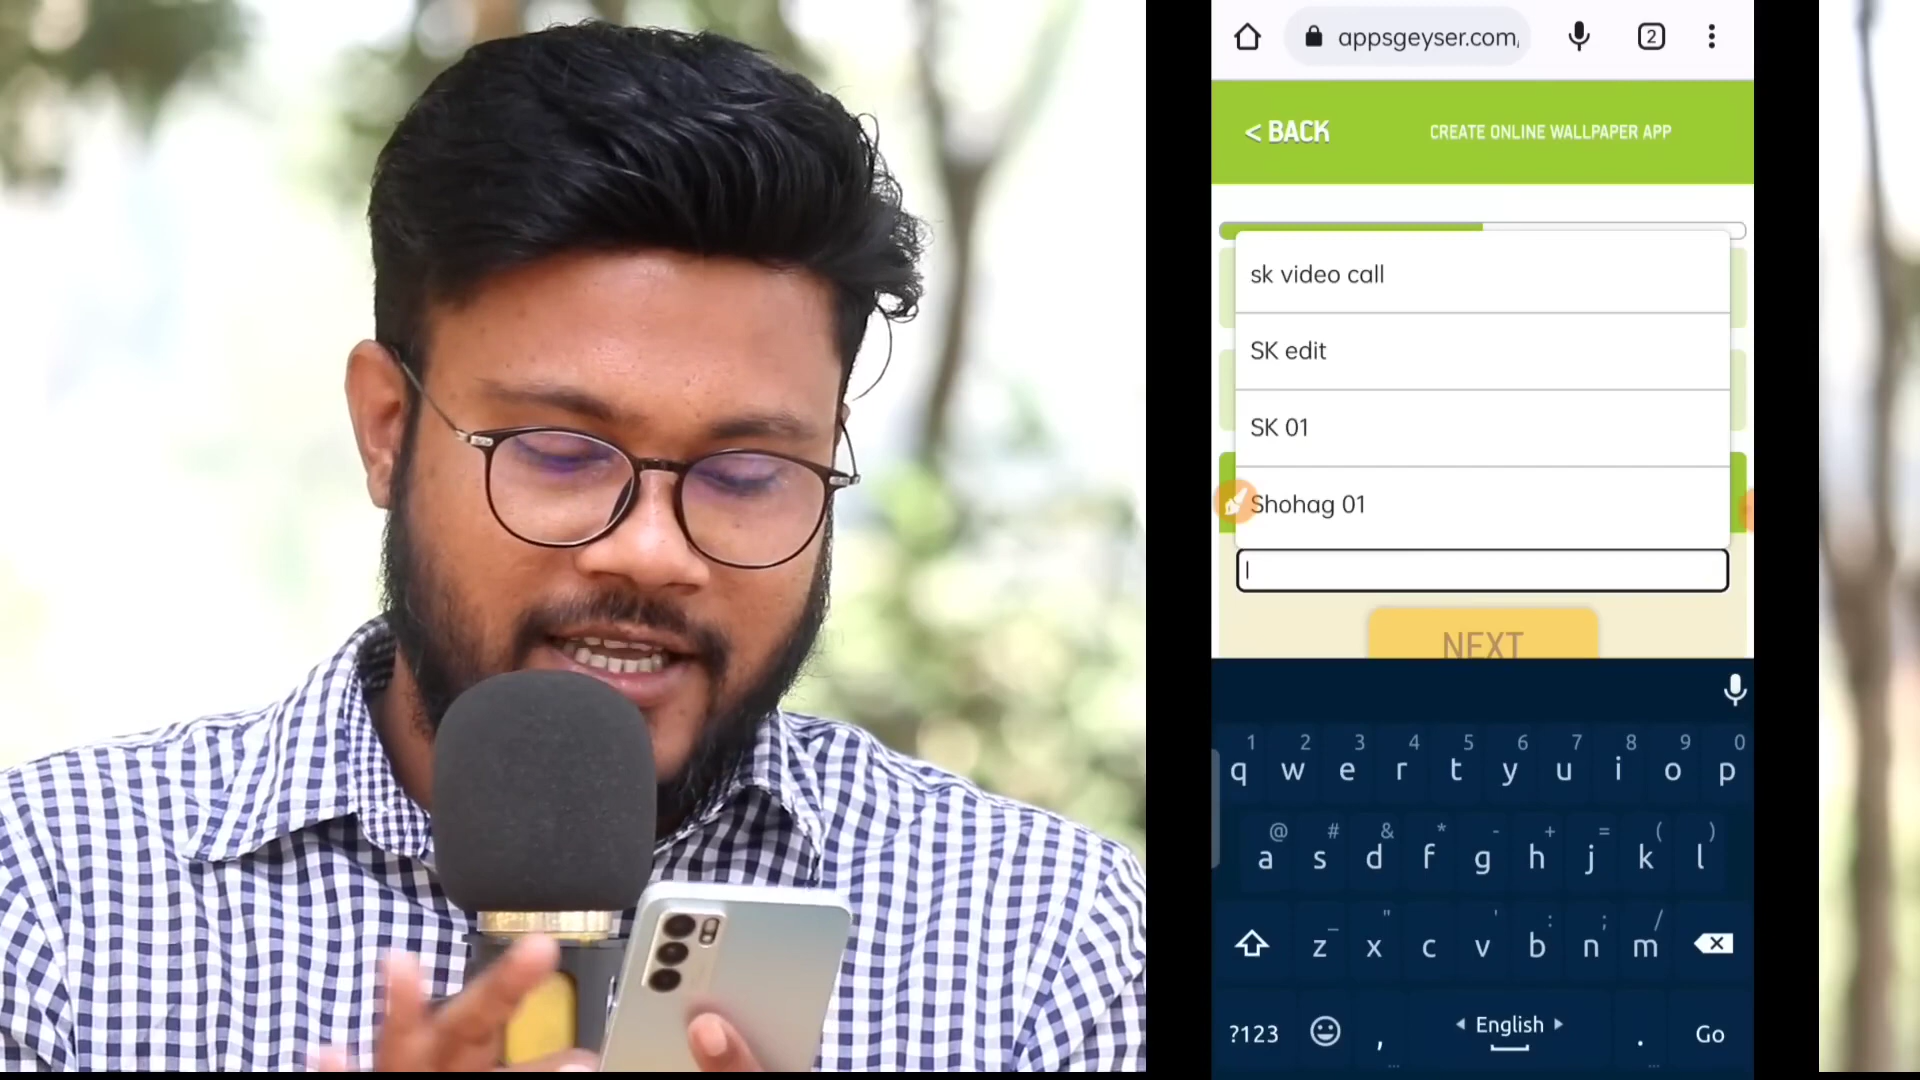 appsgeyser.com/
2
< BACK
CREATE ONLINE WALLPAPER APP
sk video call
SK edit
SK 01
Shohag 01
NEXT
1 2 3 4 5 6 7 8 9 0
q w e r t y u i o p
@ # & * - + = ( )
a s d f g h j k l
_ " ' : ; /
z x c v b n m
?123 , English . Go